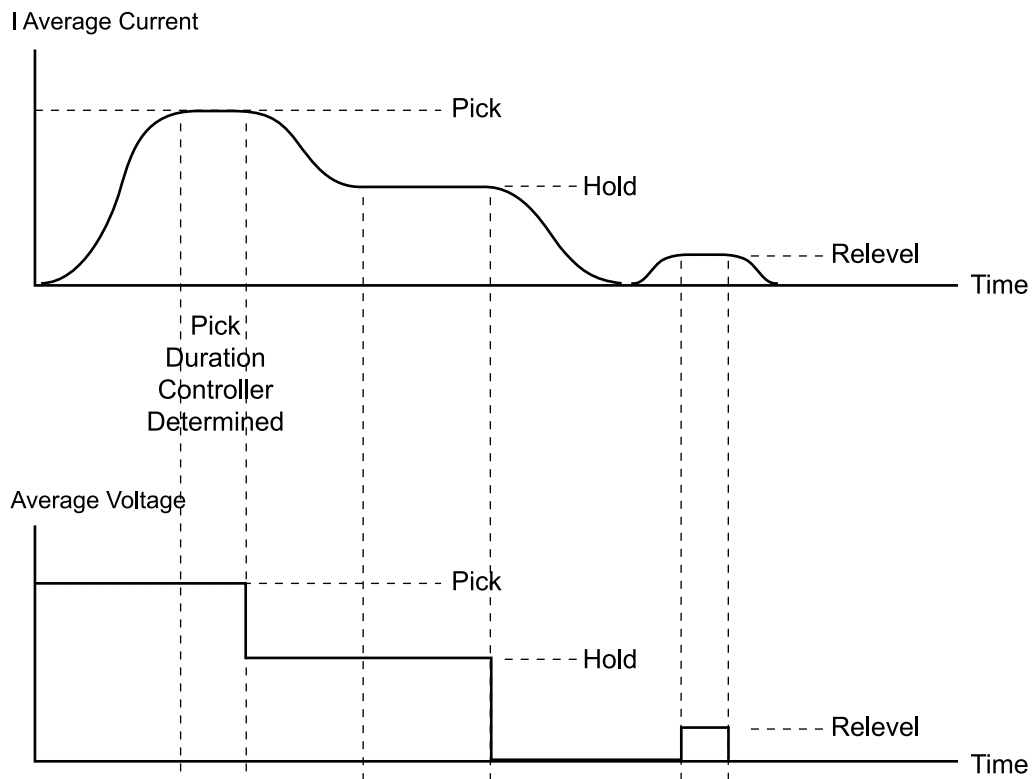 I Average Current
Pick
Hold
Relevel
Time
Pick
Duration
Controller
Determined
Average Voltage
Pick
Hold
Relevel
Time